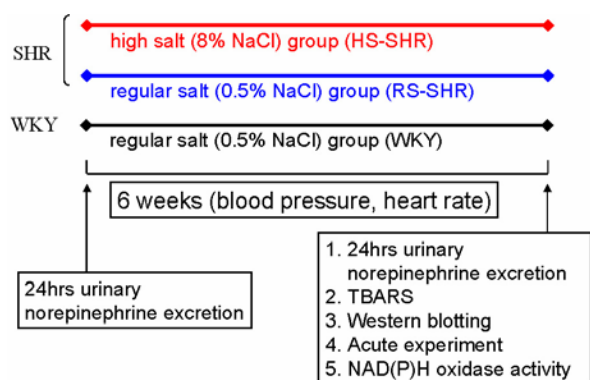 high salt (8% NaCl) group (HS-SHR)
SHR
regular salt (0.5% NaCl) group (RS-SHR)
WKY
regular salt (0.5% NaCl) group (WKY)
6 weeks (blood pressure, heart rate)
24hrs urinary
norepinephrine excretion
1. 24hrs urinary
norepinephrine excretion
2. TBARS
3. Western blotting
4. Acute experiment
5. NAD(P)H oxidase activity